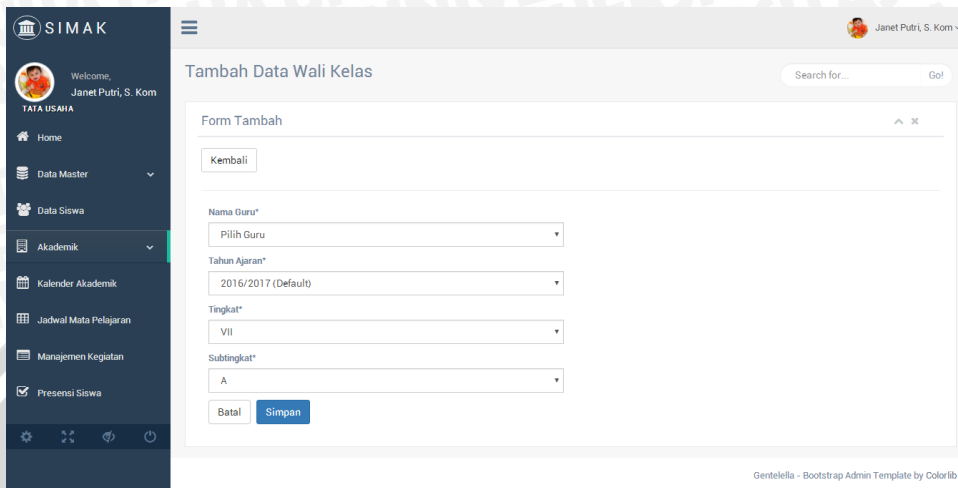 SIMAK
Janet Putri, S. Kom
Welcome,
Janet Putri, S. Kom
TATA USAHA
Home
Data Master
Data Siswa
Akademik
Kalender Akademik
Jadwal Mata Pelajaran
Manajemen Kegiatan
Presensi Siswa
Tambah Data Wali Kelas
Search for...
Go!
Form Tambah
Kembali
Nama Guru*
Pilih Guru
Tahun Ajaran*
2016/2017 (Default)
Tingkat*
VII
Subtingkat*
A
Batal
Simpan
Gentelella - Bootstrap Admin Template by Colorlib